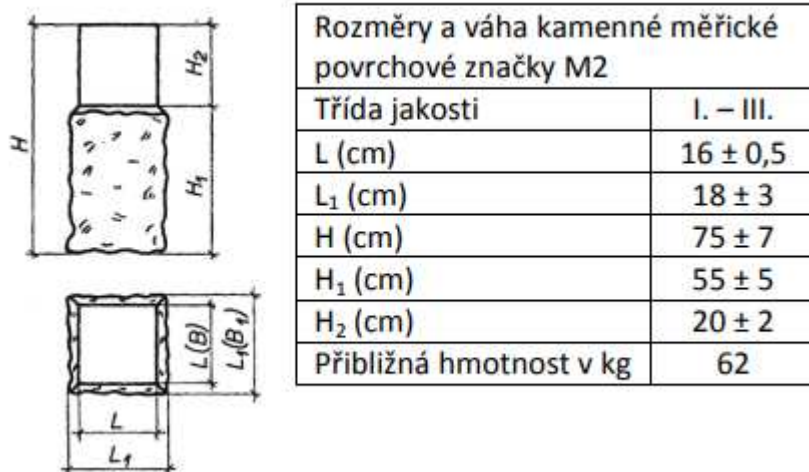 H
H₂
H₁
L(B)
L₁(B₁)
L
L₁
Rozměry a váha kamenné měřické
povrchové značky M2
Třída jakosti I. – III.
L (cm) 16 ± 0,5
L₁ (cm) 18 ± 3
H (cm) 75 ± 7
H₁ (cm) 55 ± 5
H₂ (cm) 20 ± 2
Přibližná hmotnost v kg 62